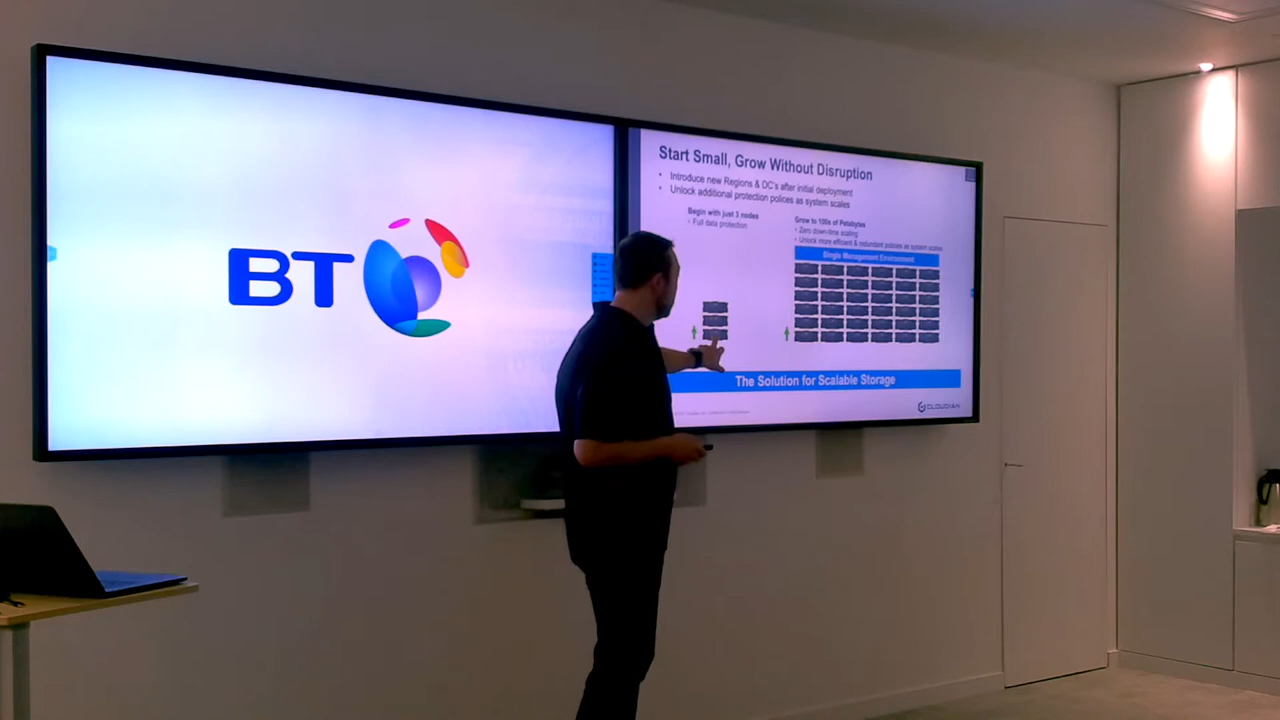 BT
Start Small, Grow Without Disruption
• Introduce new Regions & DC's after initial deployment
• Unlock additional protection polices as system scales
Begin with just 3 nodes
• Full data protection
Grow to 100s of Petabytes
• Zero down-time scaling
• Unlock more efficient & redundant policies as system scales
Single Management Environment
The Solution for Scalable Storage
CLOUDIAN